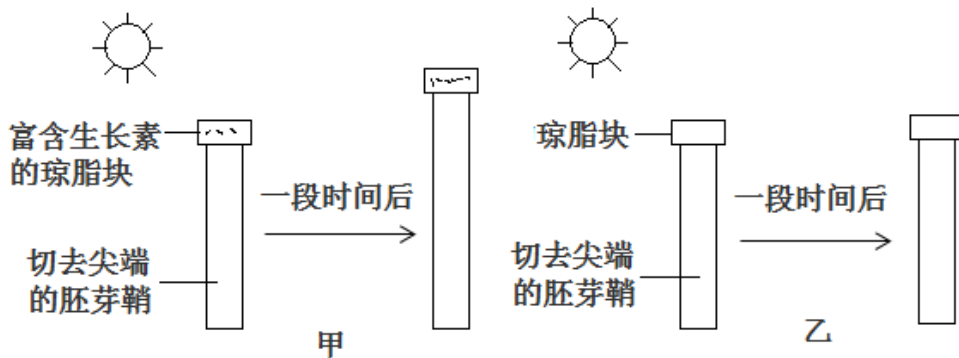 富含生长素
的琼脂块
一段时间后
切去尖端
的胚芽鞘
甲
琼脂块
一段时间后
切去尖端
的胚芽鞘
乙